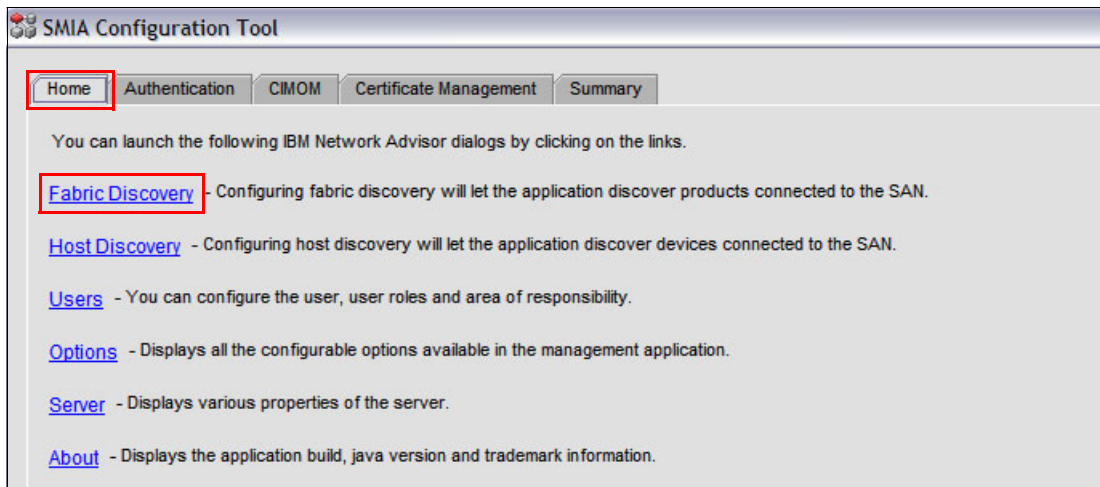 SMIA Configuration Tool
Home Authentication CIMOM Certificate Management Summary
You can launch the following IBM Network Advisor dialogs by clicking on the links.
Fabric Discovery - Configuring fabric discovery will let the application discover products connected to the SAN.
Host Discovery - Configuring host discovery will let the application discover devices connected to the SAN.
Users - You can configure the user, user roles and area of responsibility.
Options - Displays all the configurable options available in the management application.
Server - Displays various properties of the server.
About - Displays the application build, java version and trademark information.